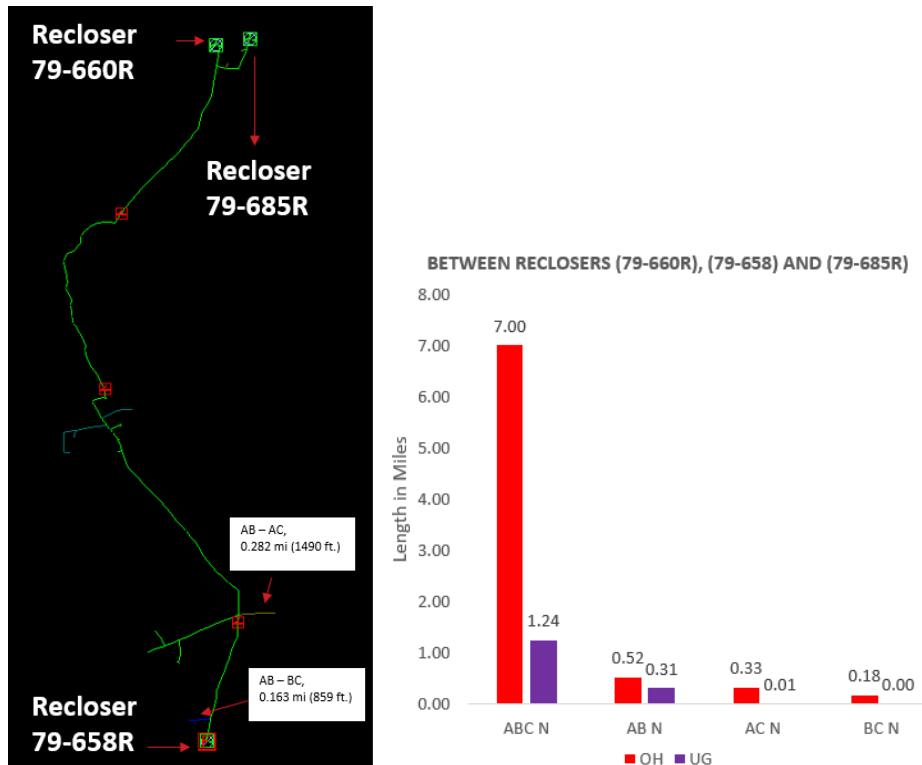 Recloser
79-660R
Recloser
79-685R
AB – AC,
0.282 mi (1490 ft.)
AB – BC,
0.163 mi (859 ft.)
Recloser
79-658R
BETWEEN RECLOSERS (79-660R), (79-658) AND (79-685R)
Length in Miles
8.00
7.00
6.00
5.00
4.00
3.00
2.00
1.00
0.00
7.00
1.24
0.52
0.31
0.33
0.01
0.18
0.00
ABC N
AB N
AC N
BC N
OH
UG